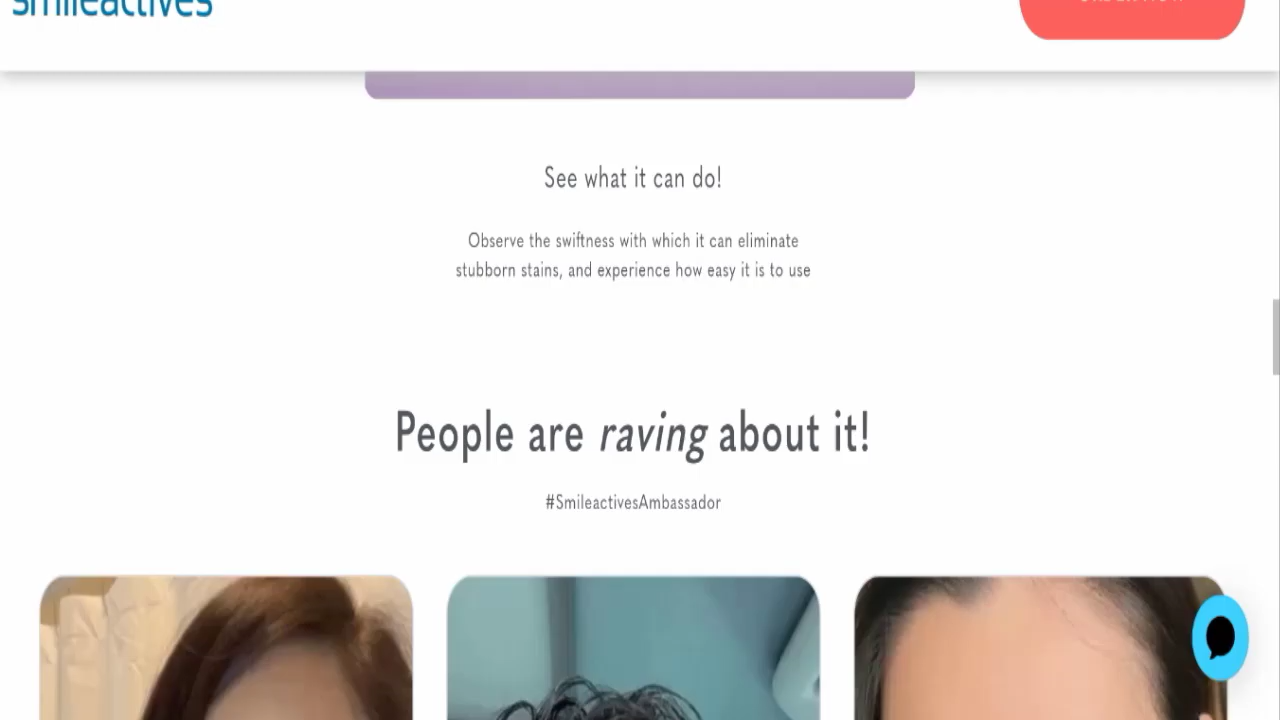 smileactives
See what it can do!
Observe the swiftness with which it can eliminate
stubborn stains, and experience how easy it is to use
People are raving about it!
#SmileactivesAmbassador